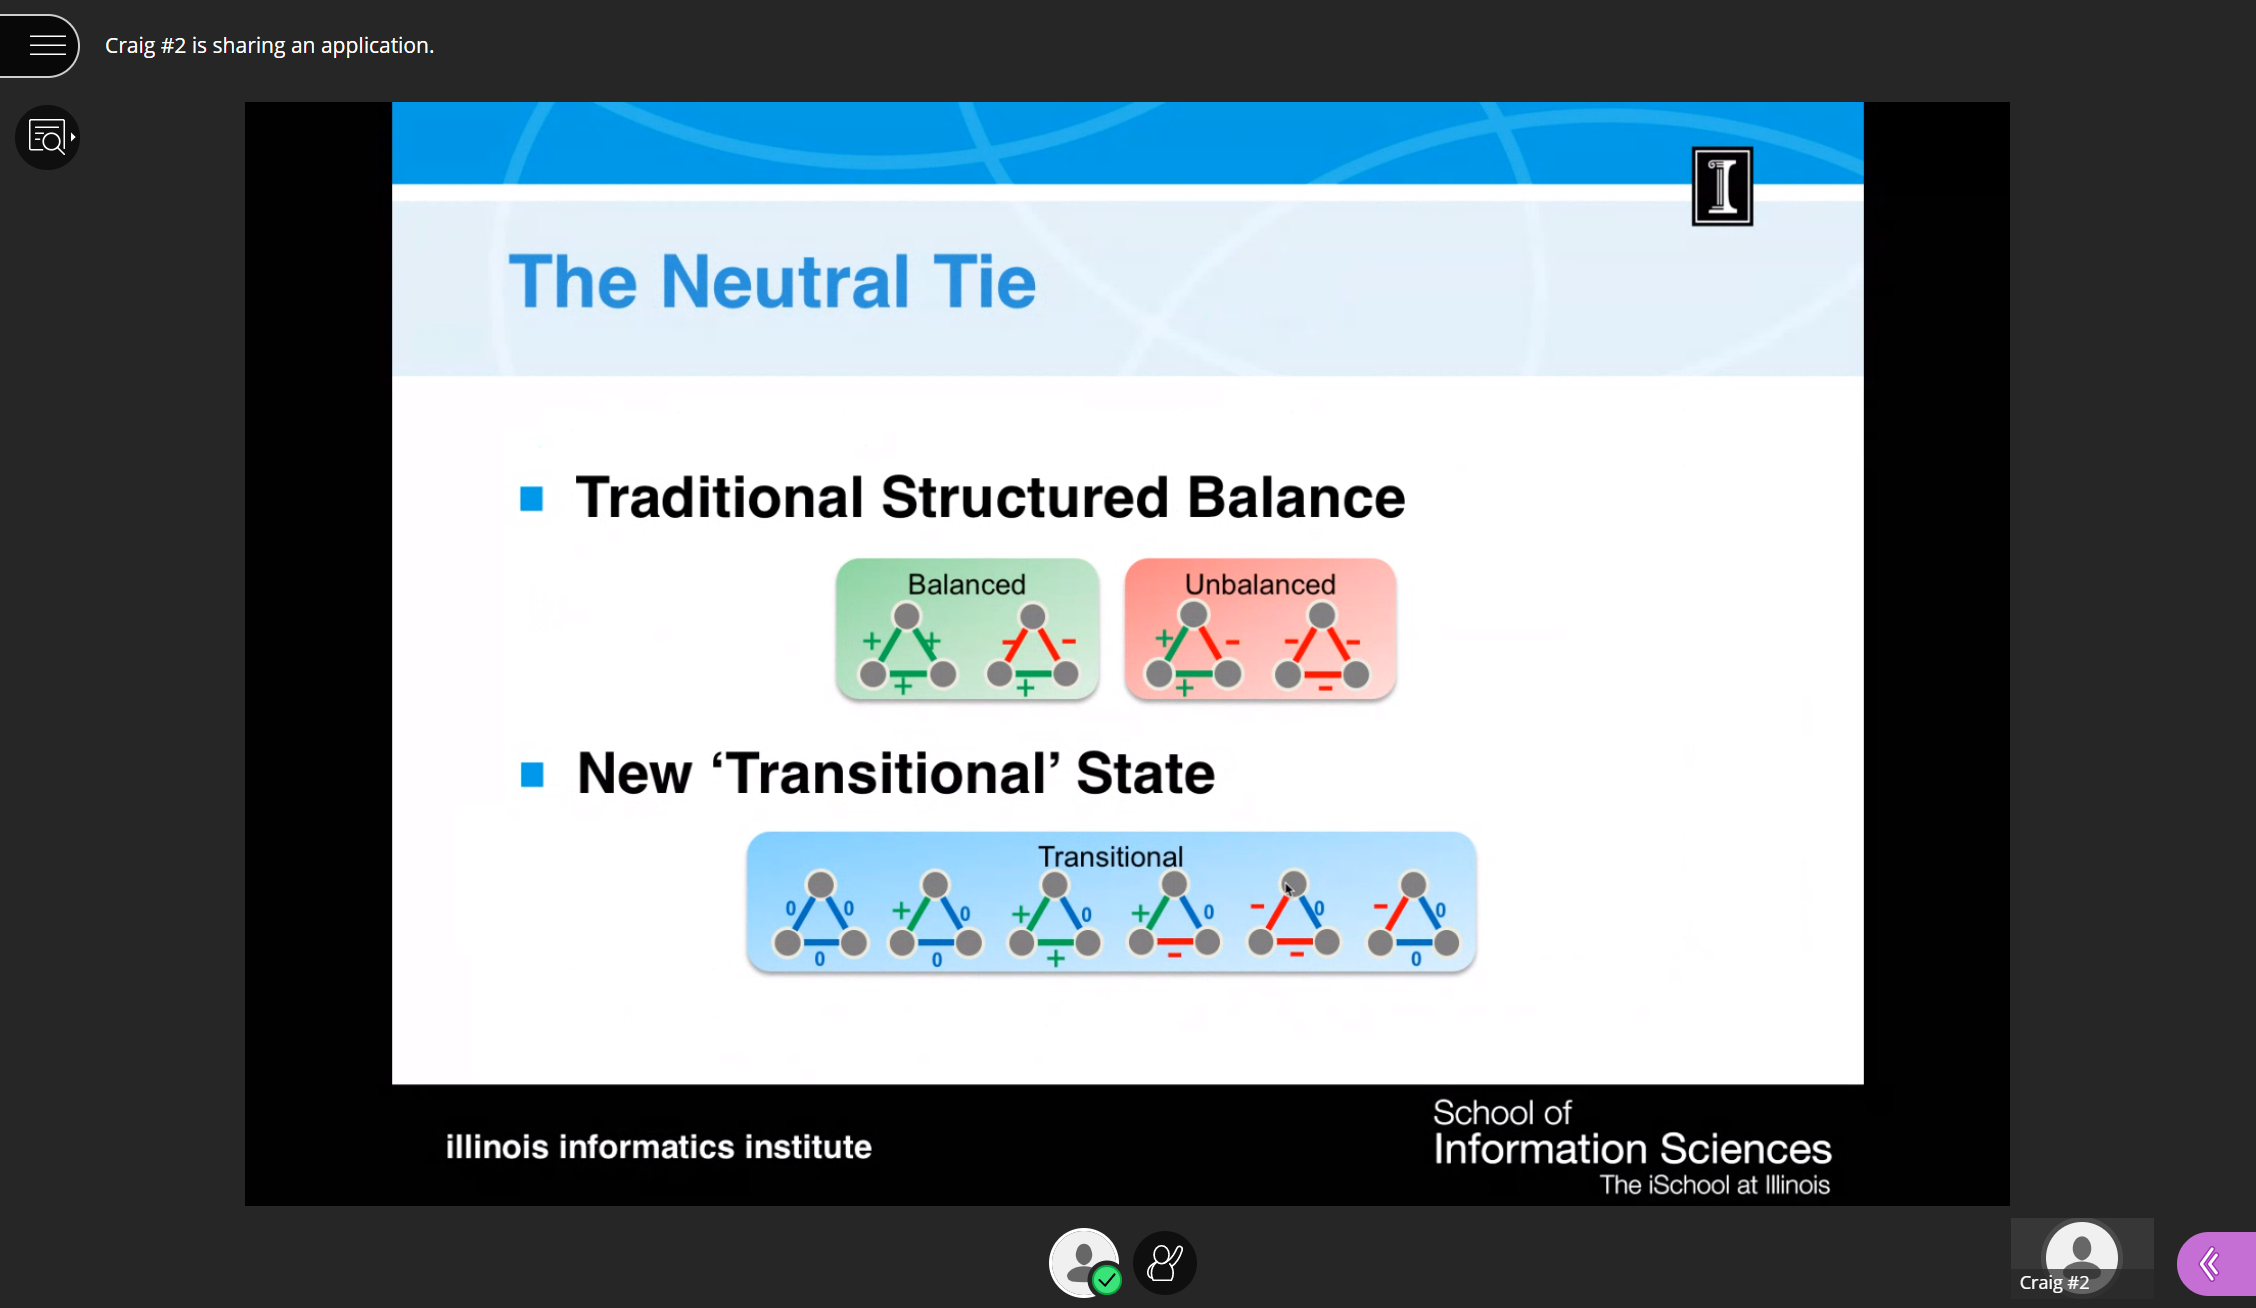 Craig #2 is sharing an application.
The Neutral Tie
Traditional Structured Balance
Balanced
Unbalanced
+ + - - + - - -
+ + + -
New ‘Transitional’ State
Transitional
0 0 + 0 + 0 + 0 - 0 - 0
0 0 + - - 0
illinois informatics institute
School of
Information Sciences
The iSchool at Illinois
Craig #2